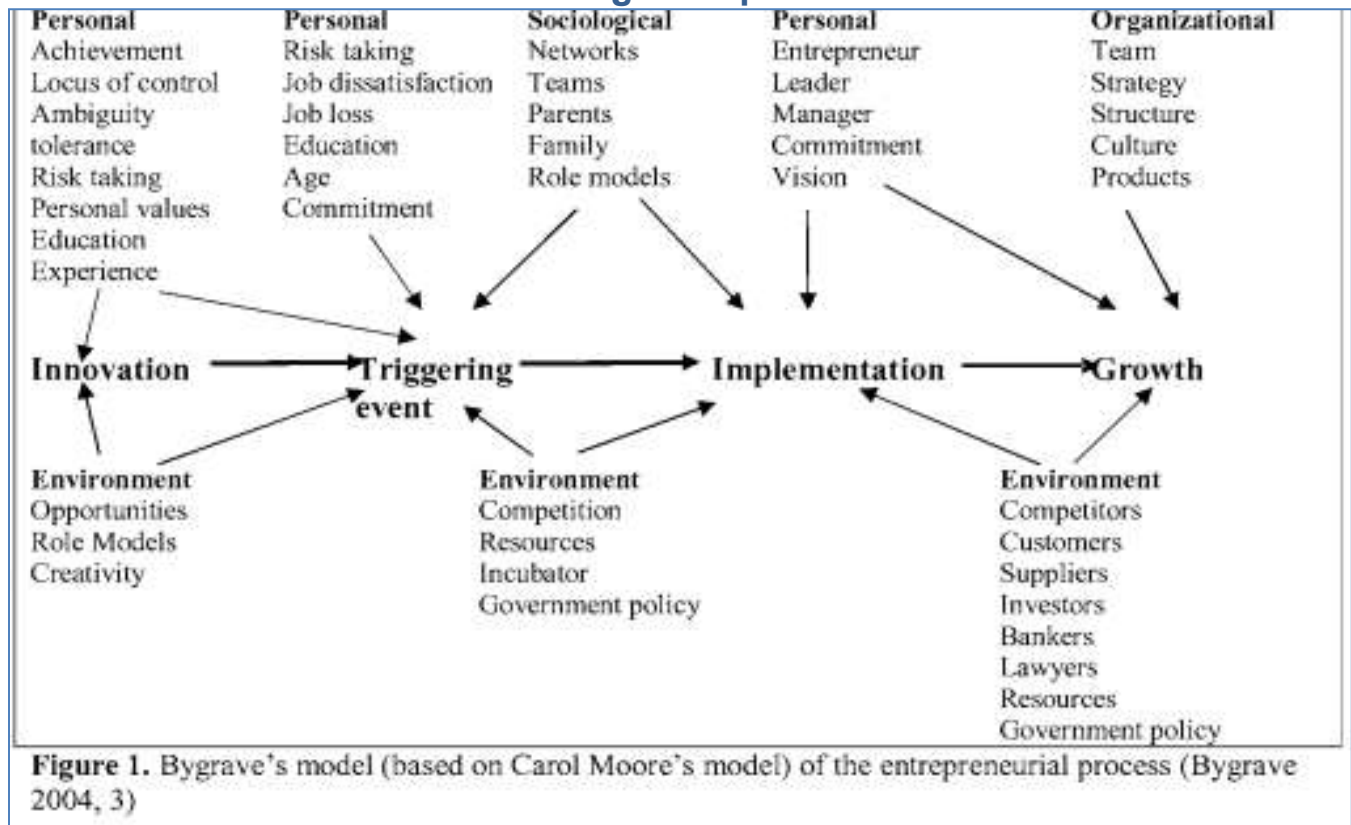 Personal
Achievement
Locus of control
Ambiguity
tolerance
Risk taking
Personal values
Education
Experience
Personal
Risk taking
Job dissatisfaction
Job loss
Education
Age
Commitment
Sociological
Networks
Teams
Parents
Family
Role models
Personal
Entrepreneur
Leader
Manager
Commitment
Vision
Organizational
Team
Strategy
Structure
Culture
Products
Innovation
Triggering
event
Implementation
Growth
Environment
Opportunities
Role Models
Creativity
Environment
Competition
Resources
Incubator
Government policy
Environment
Competitors
Customers
Suppliers
Investors
Bankers
Lawyers
Resources
Government policy
Figure 1. Bygrave's model (based on Carol Moore's model) of the entrepreneurial process (Bygrave
2004, 3)